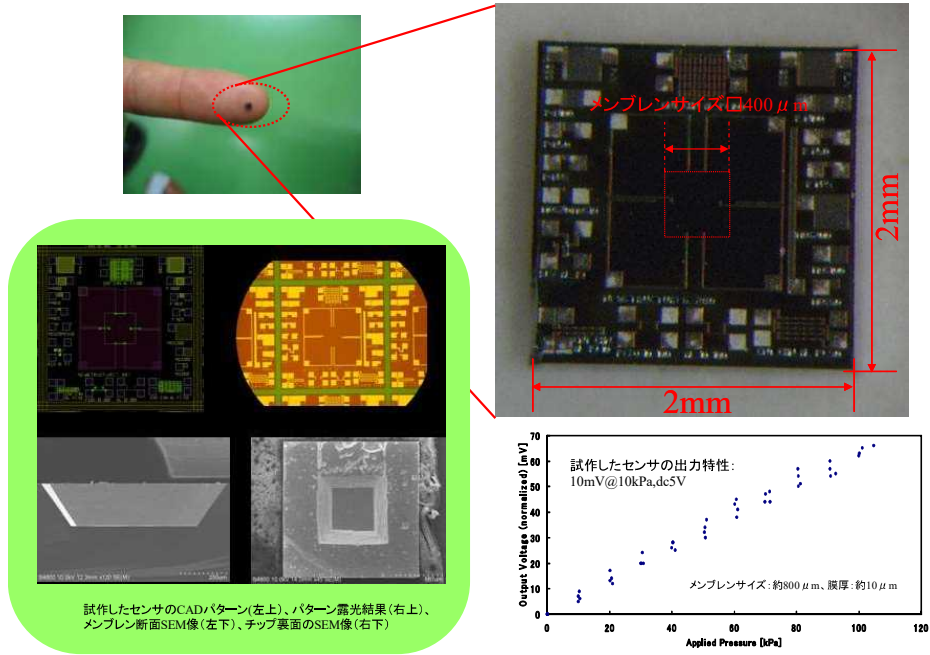 メンブレンサイズ□400μm
2mm
2mm
試作したセンサのCADパターン(左上)、パターン露光結果(右上)、
メンブレン断面SEM像(左下)、チップ裏面のSEM像(右下)
試作したセンサの出力特性:
10mV@10kPa,dc5V
メンブレンサイズ:約800μm、膜厚:約10μm
Output Voltage (normalized) [mV]
70
60
50
40
30
20
10
0
0 20 40 60 80 100 120
Applied Pressure [kPa]